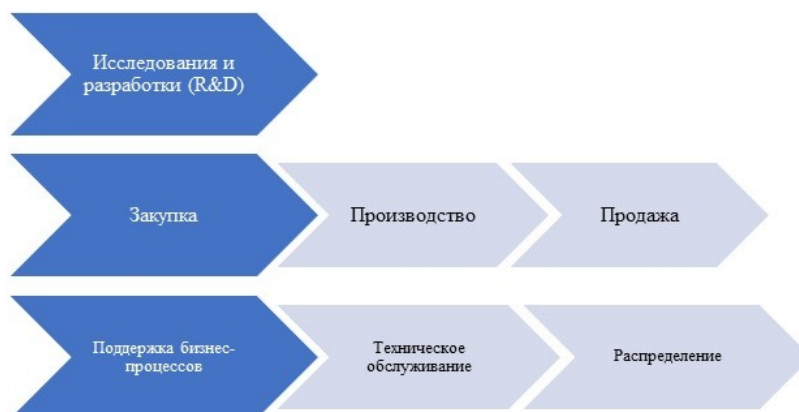 Исследования и
разработки (R&D)
Закупка
Производство
Продажа
Поддержка бизнес-
процессов
Техническое
обслуживание
Распределение